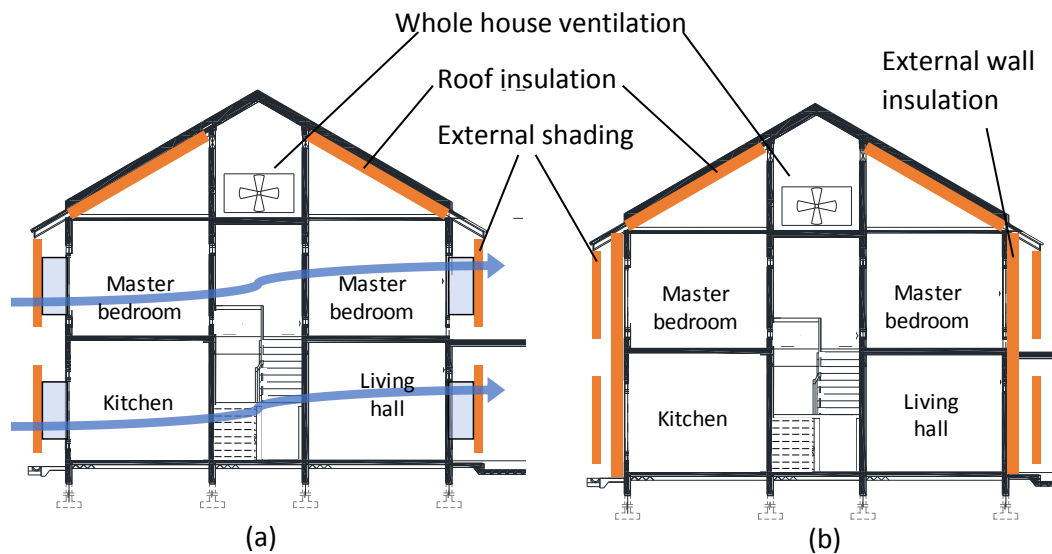 Whole house ventilation
Roof insulation
External shading
External wall
insulation
Master
bedroom
Master
bedroom
Kitchen
Living
hall
(a)
Master
bedroom
Master
bedroom
Kitchen
Living
hall
(b)